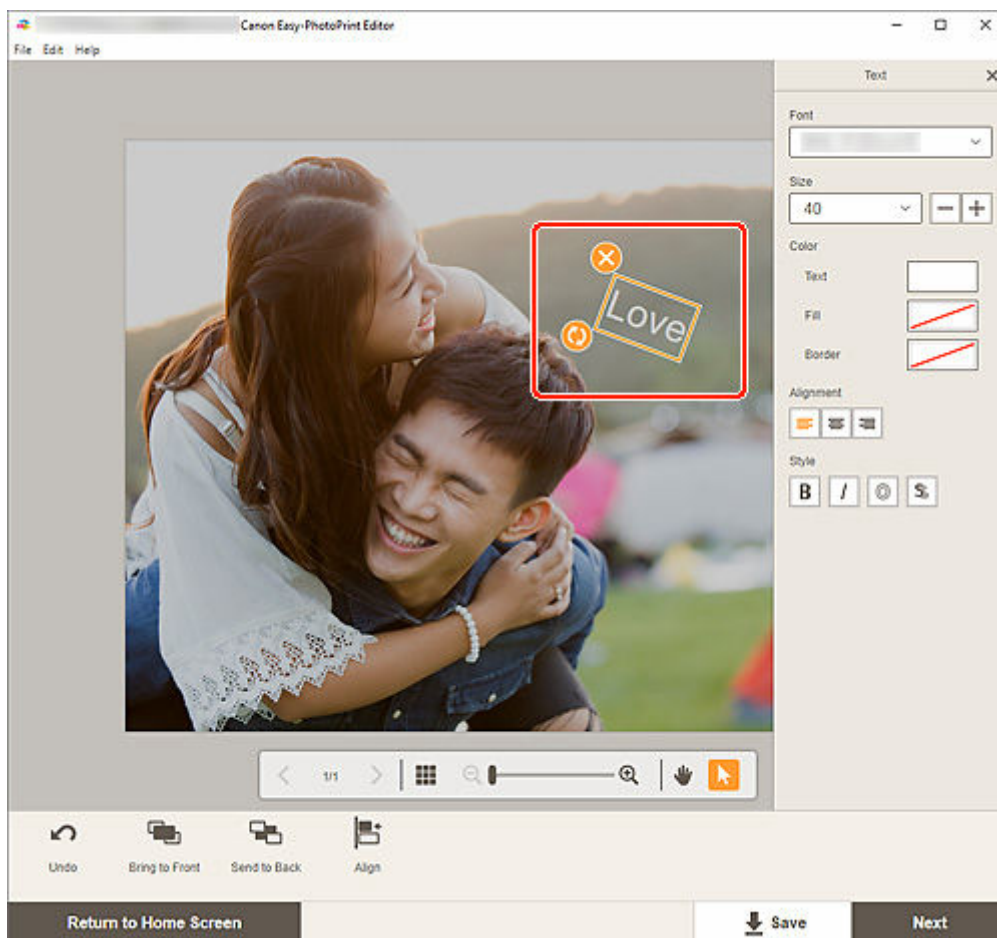 Canon Easy-PhotoPrint Editor
File Edit Help
Text
Font
Size
40
Color
Text
Fill
Border
Alignment
Style
B I O S
Love
1/1
Undo Bring to Front Send to Back Align
Return to Home Screen Save Next